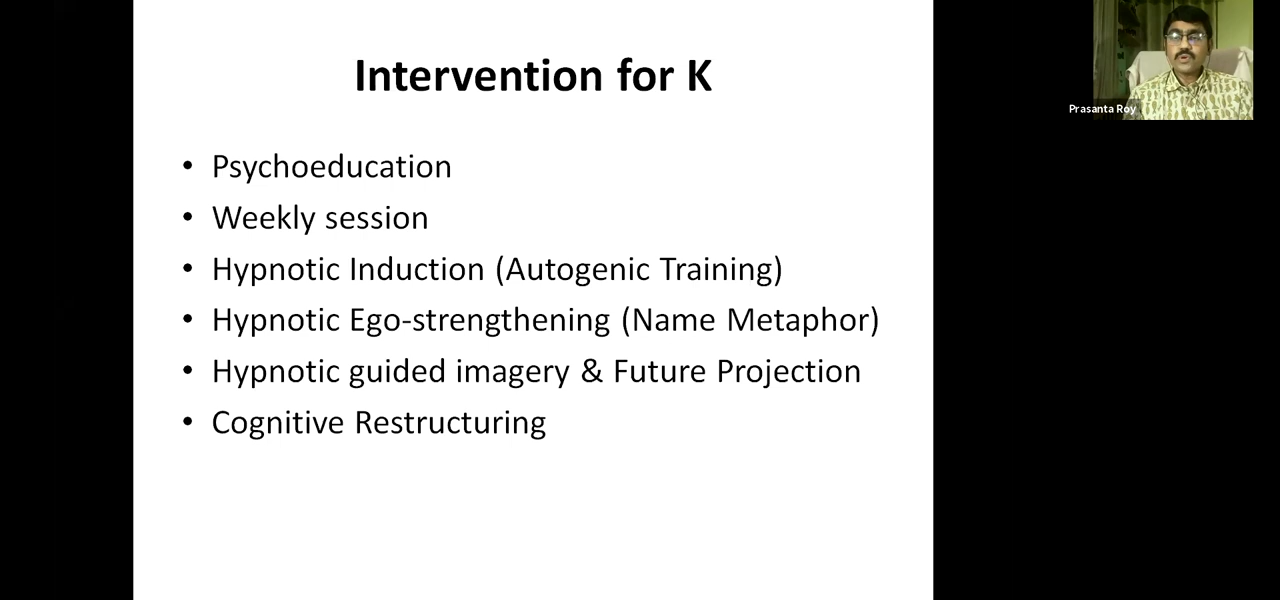 Intervention for K
• Psychoeducation
• Weekly session
• Hypnotic Induction (Autogenic Training)
• Hypnotic Ego-strengthening (Name Metaphor)
• Hypnotic guided imagery & Future Projection
• Cognitive Restructuring
Prasanta Roy